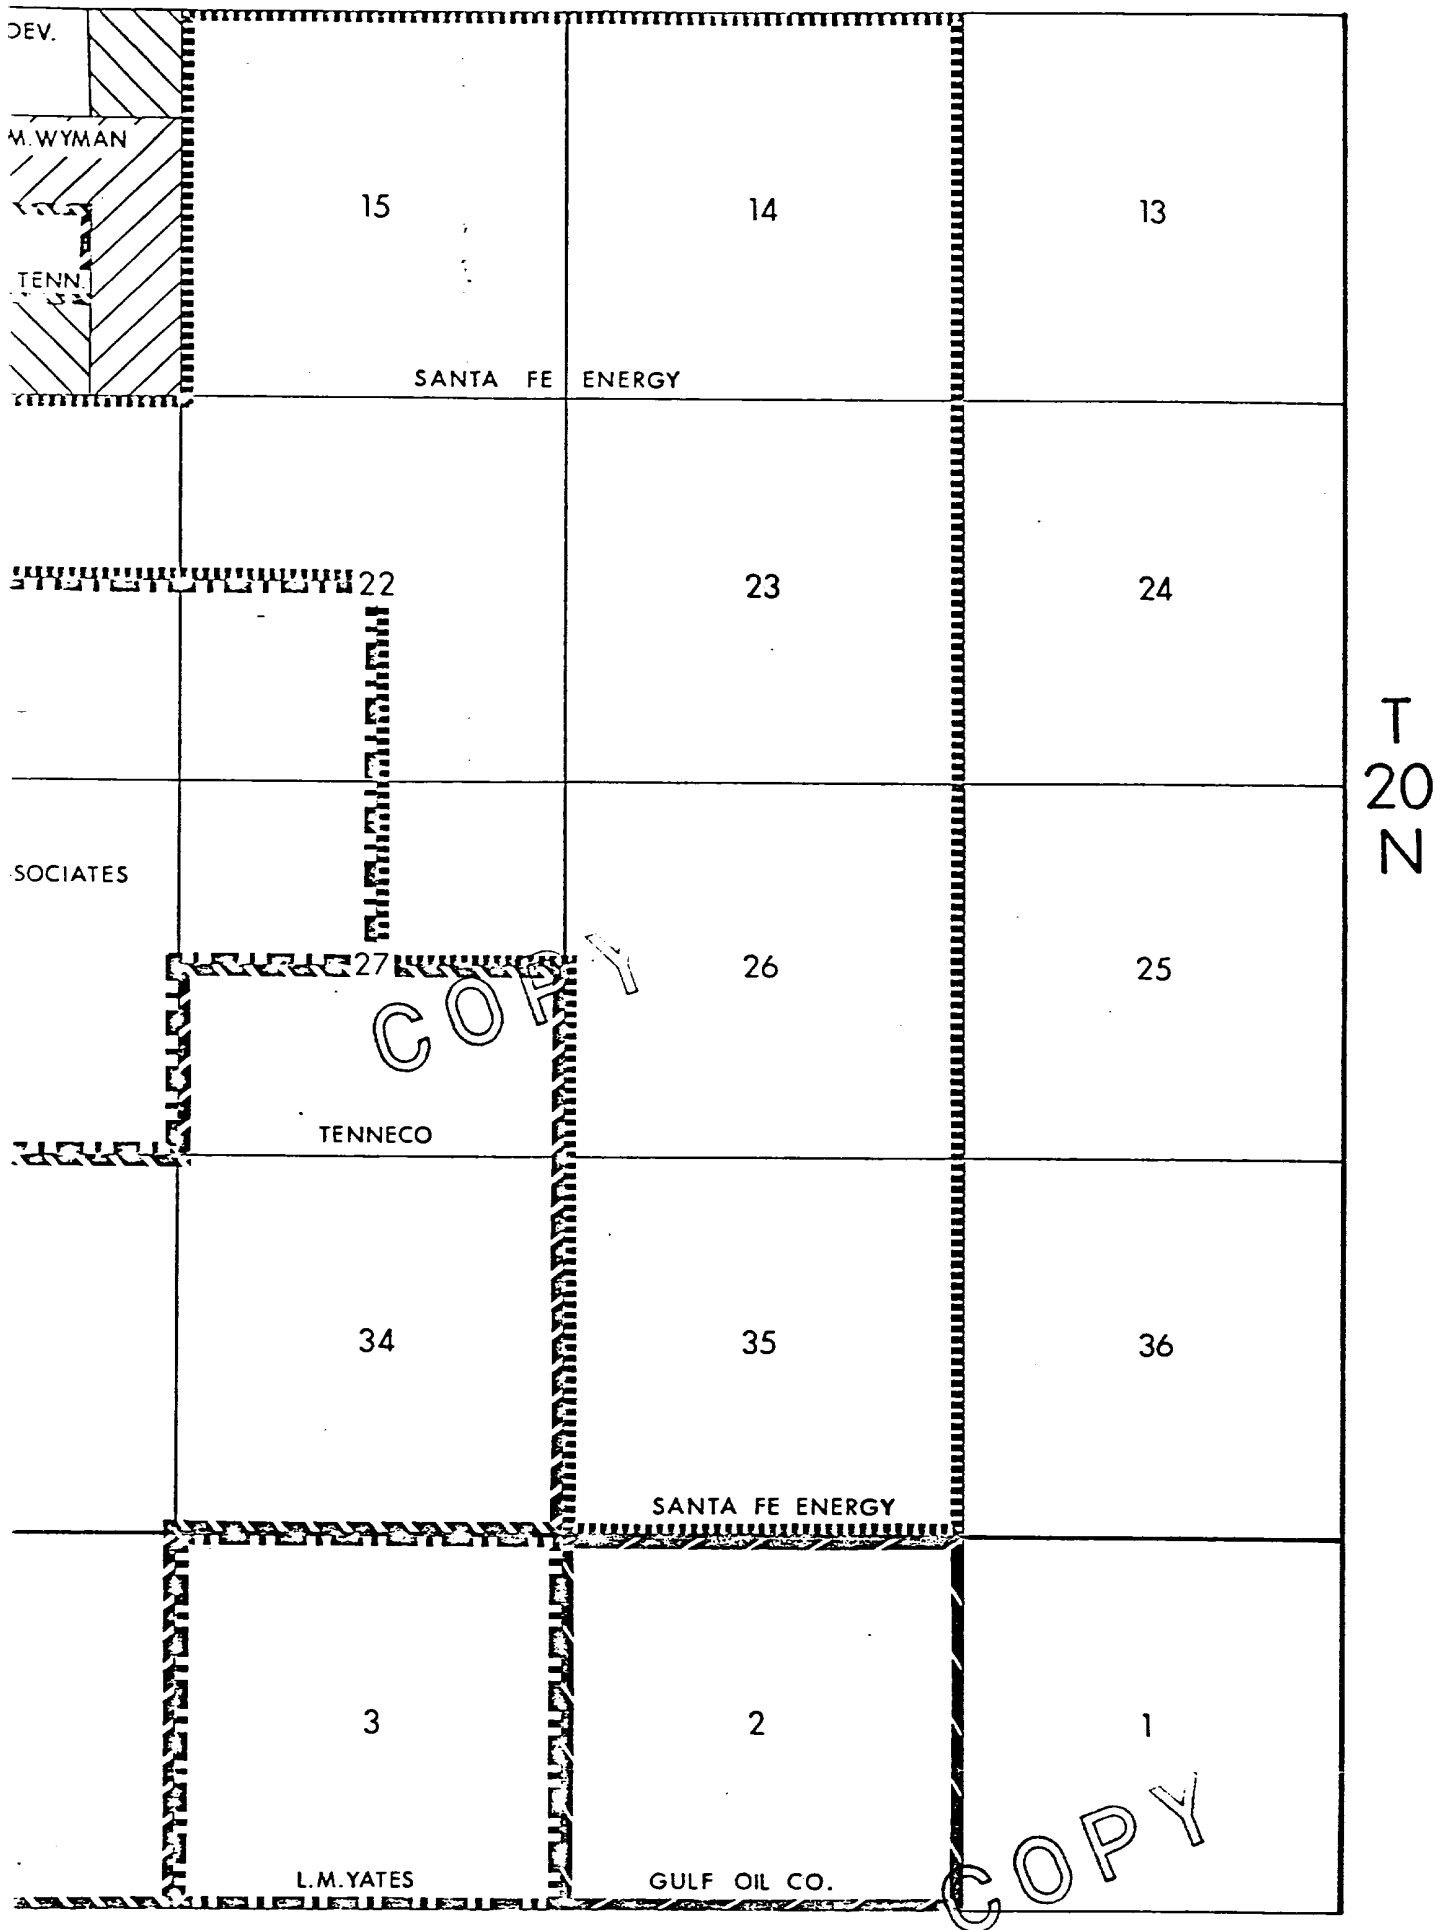 DEV.
M. WYMAN
15
14
13
TENN.
SANTA FE ENERGY
22
23
24
T
20
N
SOCIATES
27
26
25
COPY
TENNECO
34
35
36
SANTA FE ENERGY
3
2
1
L.M. YATES
GULF OIL CO.
COPY